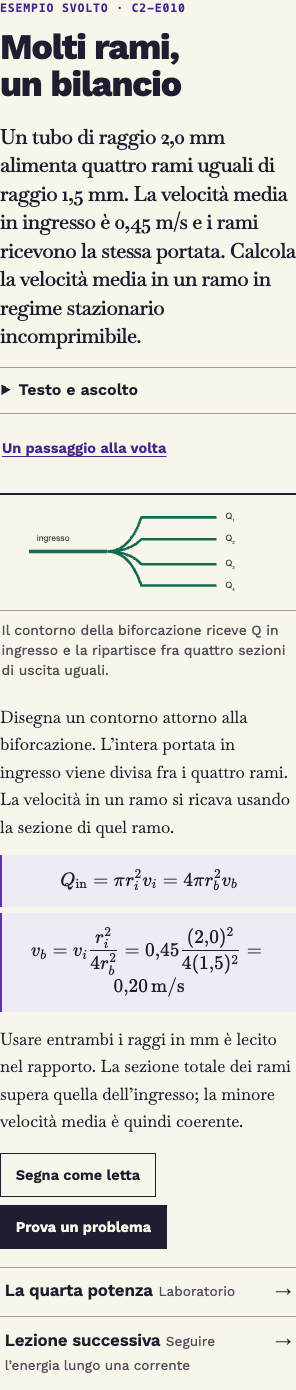 ESEMPIO SVOLTO · C2–E010
Molti rami,
un bilancio
Un tubo di raggio 2,0 mm
alimenta quattro rami uguali di
raggio 1,5 mm. La velocità media
in ingresso è 0,45 m/s e i rami
ricevono la stessa portata. Calcola
la velocità media in un ramo in
regime stazionario
incomprimibile.
▶ Testo e ascolto
Un passaggio alla volta
ingresso
Q₁
Q₂
Q₃
Q₄
Il contorno della biforcazione riceve Q in
ingresso e la ripartisce fra quattro sezioni
di uscita uguali.
Disegna un contorno attorno alla
biforcazione. L’intera portata in
ingresso viene divisa fra i quattro rami.
La velocità in un ramo si ricava usando
la sezione di quel ramo.
Q_in = πr_i²v_i = 4πr_b²v_b
v_b = v_i r_i²/4r_b² = 0,45 (2,0)²/4(1,5)² =
0,20 m/s
Usare entrambi i raggi in mm è lecito
nel rapporto. La sezione totale dei rami
supera quella dell’ingresso; la minore
velocità media è quindi coerente.
Segna come letta
Prova un problema
La quarta potenza Laboratorio →
Lezione successiva Seguire →
l’energia lungo una corrente